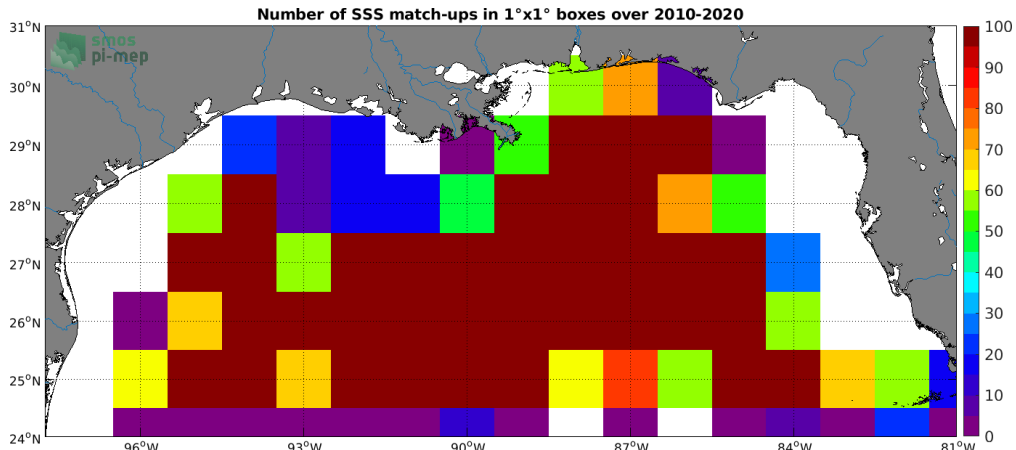 Number of SSS match-ups in 1°x1° boxes over 2010-2020
smos
pi-mep
31°N
30°N
29°N
28°N
27°N
26°N
25°N
24°N
96°W 93°W 90°W 87°W 84°W 81°W
100
90
80
70
60
50
40
30
20
10
0